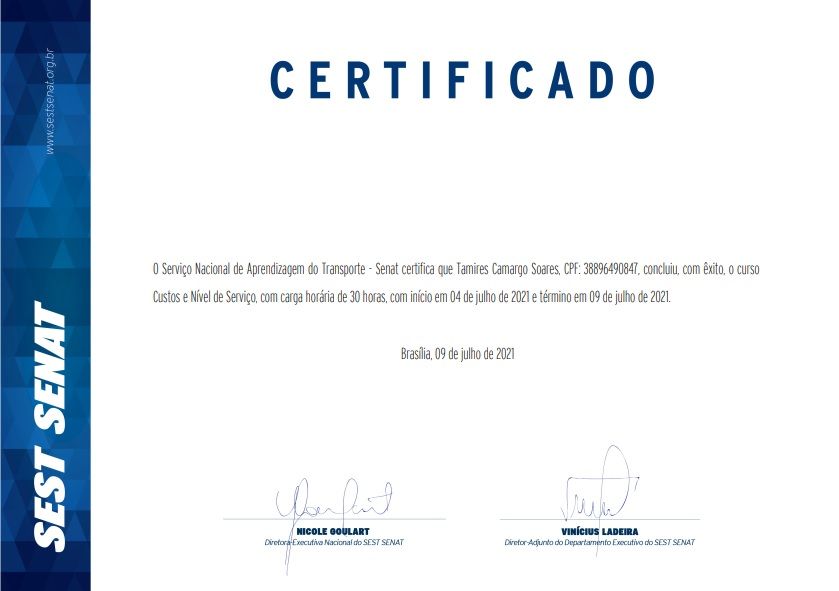 www.sestsenat.org.br
SEST SENAT
CERTIFICADO
O Serviço Nacional de Aprendizagem do Transporte - Senat certifica que Tamires Camargo Soares, CPF: 38896490847, concluiu, com êxito, o curso
Custos e Nível de Serviço, com carga horária de 30 horas, com início em 04 de julho de 2021 e término em 09 de julho de 2021.
Brasília, 09 de julho de 2021
NICOLE GOULART
Diretora-Executiva Nacional do SEST SENAT
VINÍCIUS LADEIRA
Diretor-Adjunto do Departamento Executivo do SEST SENAT